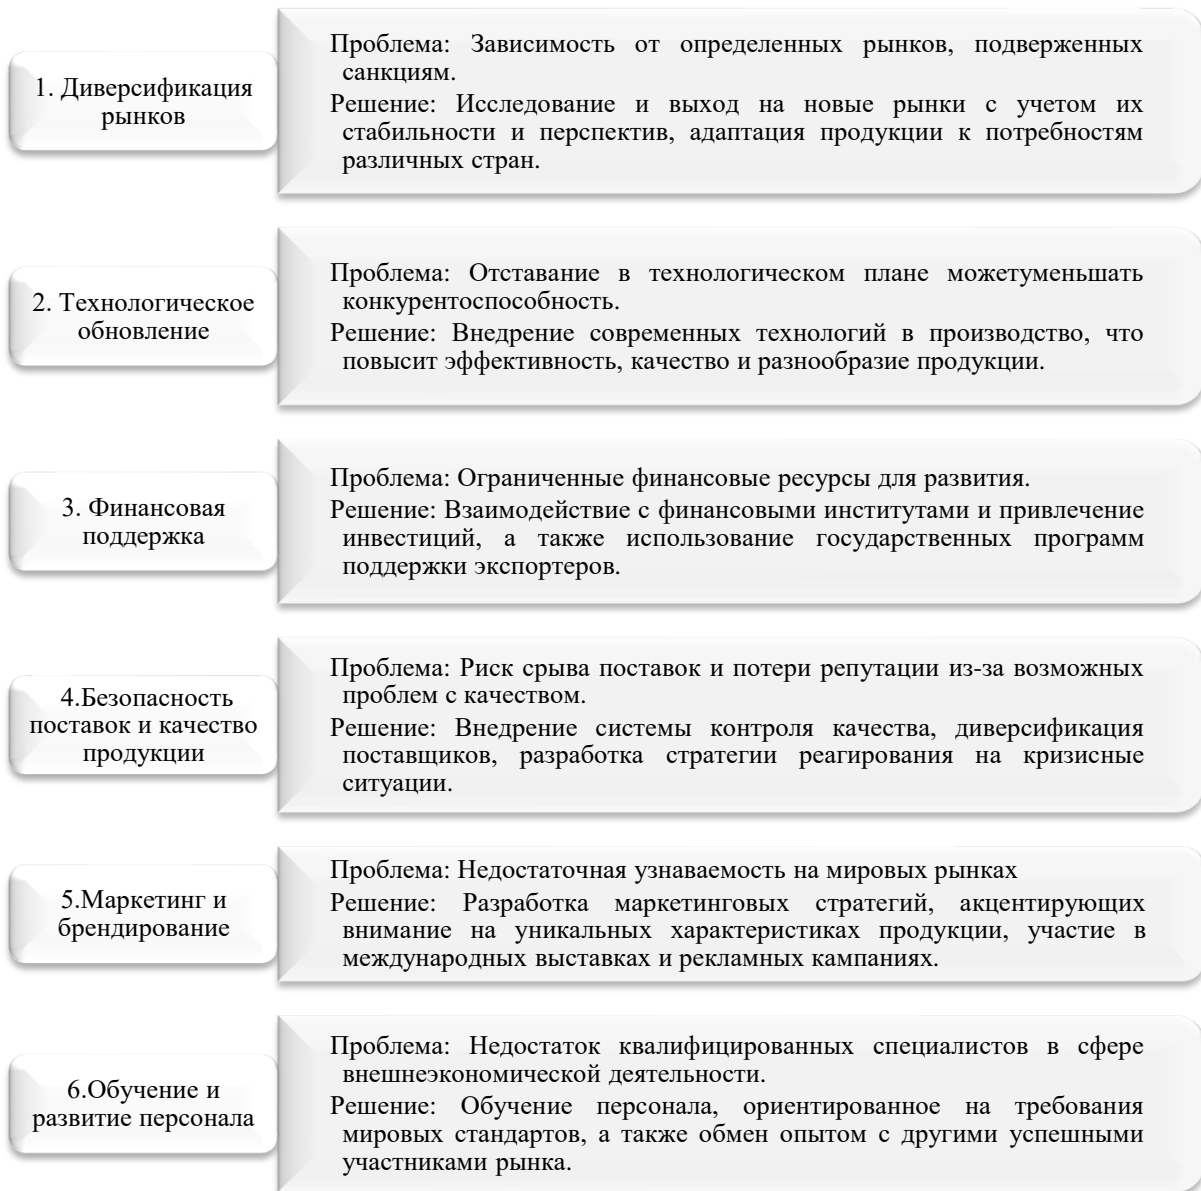 1. Диверсификация
рынков
Проблема: Зависимость от определенных рынков, подверженных
санкциям.
Решение: Исследование и выход на новые рынки с учетом их
стабильности и перспектив, адаптация продукции к потребностям
различных стран.
2. Технологическое
обновление
Проблема: Отставание в технологическом плане можетуменьшать
конкурентоспособность.
Решение: Внедрение современных технологий в производство, что
повысит эффективность, качество и разнообразие продукции.
3. Финансовая
поддержка
Проблема: Ограниченные финансовые ресурсы для развития.
Решение: Взаимодействие с финансовыми институтами и привлечение
инвестиций, а также использование государственных программ
поддержки экспортеров.
4.Безопасность
поставок и качество
продукции
Проблема: Риск срыва поставок и потери репутации из-за возможных
проблем с качеством.
Решение: Внедрение системы контроля качества, диверсификация
поставщиков, разработка стратегии реагирования на кризисные
ситуации.
5.Маркетинг и
брендирование
Проблема: Недостаточная узнаваемость на мировых рынках
Решение: Разработка маркетинговых стратегий, акцентирующих
внимание на уникальных характеристиках продукции, участие в
международных выставках и рекламных кампаниях.
6.Обучение и
развитие персонала
Проблема: Недостаток квалифицированных специалистов в сфере
внешнеэкономической деятельности.
Решение: Обучение персонала, ориентированное на требования
мировых стандартов, а также обмен опытом с другими успешными
участниками рынка.